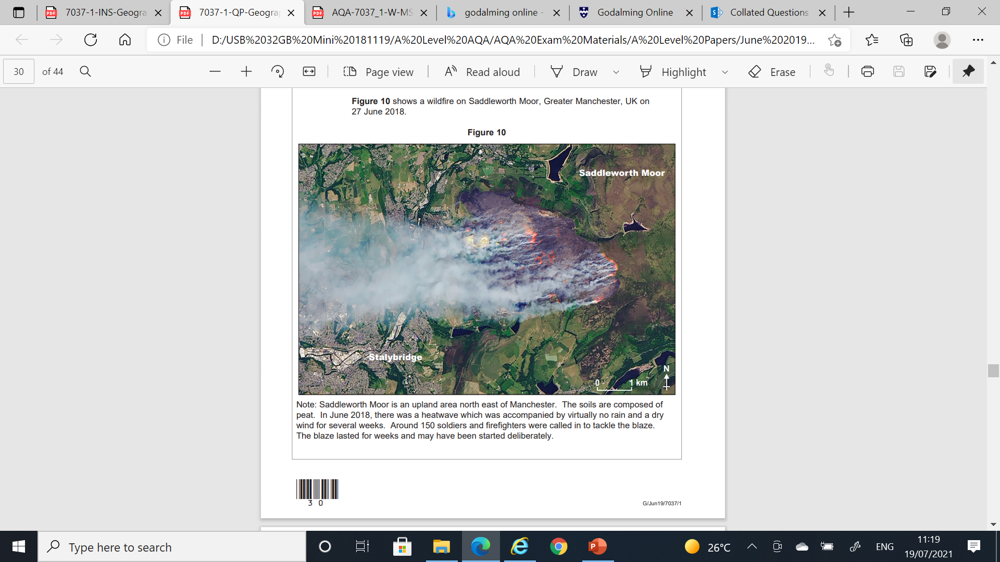 7037-1-INS-Geogra
7037-1-QP-Geogra
AQA-7037_1-W-MS
godalming online -
Godalming Online
Collated Questions
File
D:/USB%2032GB%20Mini%20181119/A%20Level%20AQA/AQA%20Exam%20Materials/A%20Level%20Papers/June%202019...
30 of 44
Page view
Read aloud
Draw
Highlight
Erase
Figure 10 shows a wildfire on Saddleworth Moor, Greater Manchester, UK on
27 June 2018.
Figure 10
Saddleworth Moor
Stalybridge
N
0 1 km
Note: Saddleworth Moor is an upland area north east of Manchester. The soils are composed of
peat. In June 2018, there was a heatwave which was accompanied by virtually no rain and a dry
wind for several weeks. Around 150 soldiers and firefighters were called in to tackle the blaze.
The blaze lasted for weeks and may have been started deliberately.
3 0
G/Jun19/7037/1
Type here to search
26°C
ENG
11:19
19/07/2021